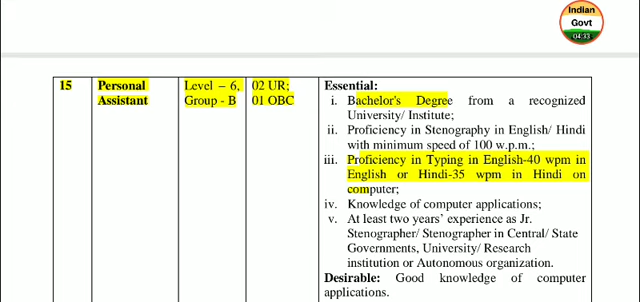 Indian
Govt
04:33
15 Personal Assistant
Level – 6, Group - B
02 UR;
01 OBC
Essential:
i. Bachelor's Degree from a recognized
University/ Institute;
ii. Proficiency in Stenography in English/ Hindi
with minimum speed of 100 w.p.m.;
iii. Proficiency in Typing in English-40 wpm in
English or Hindi-35 wpm in Hindi on
computer;
iv. Knowledge of computer applications;
v. At least two years' experience as Jr.
Stenographer/ Stenographer in Central/ State
Governments, University/ Research
institution or Autonomous organization.
Desirable: Good knowledge of computer
applications.